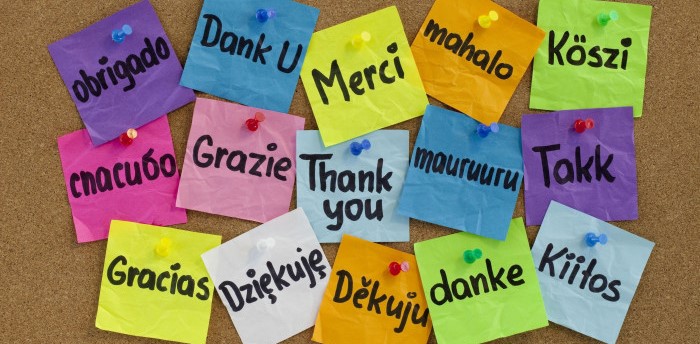 obrigado
Dank U
Merci
mahalo
Köszi
спасибо
Grazie
Thank
you
mauruuru
Takk
Gracias
Dziękuję
Děkuju
danke
Kiitos